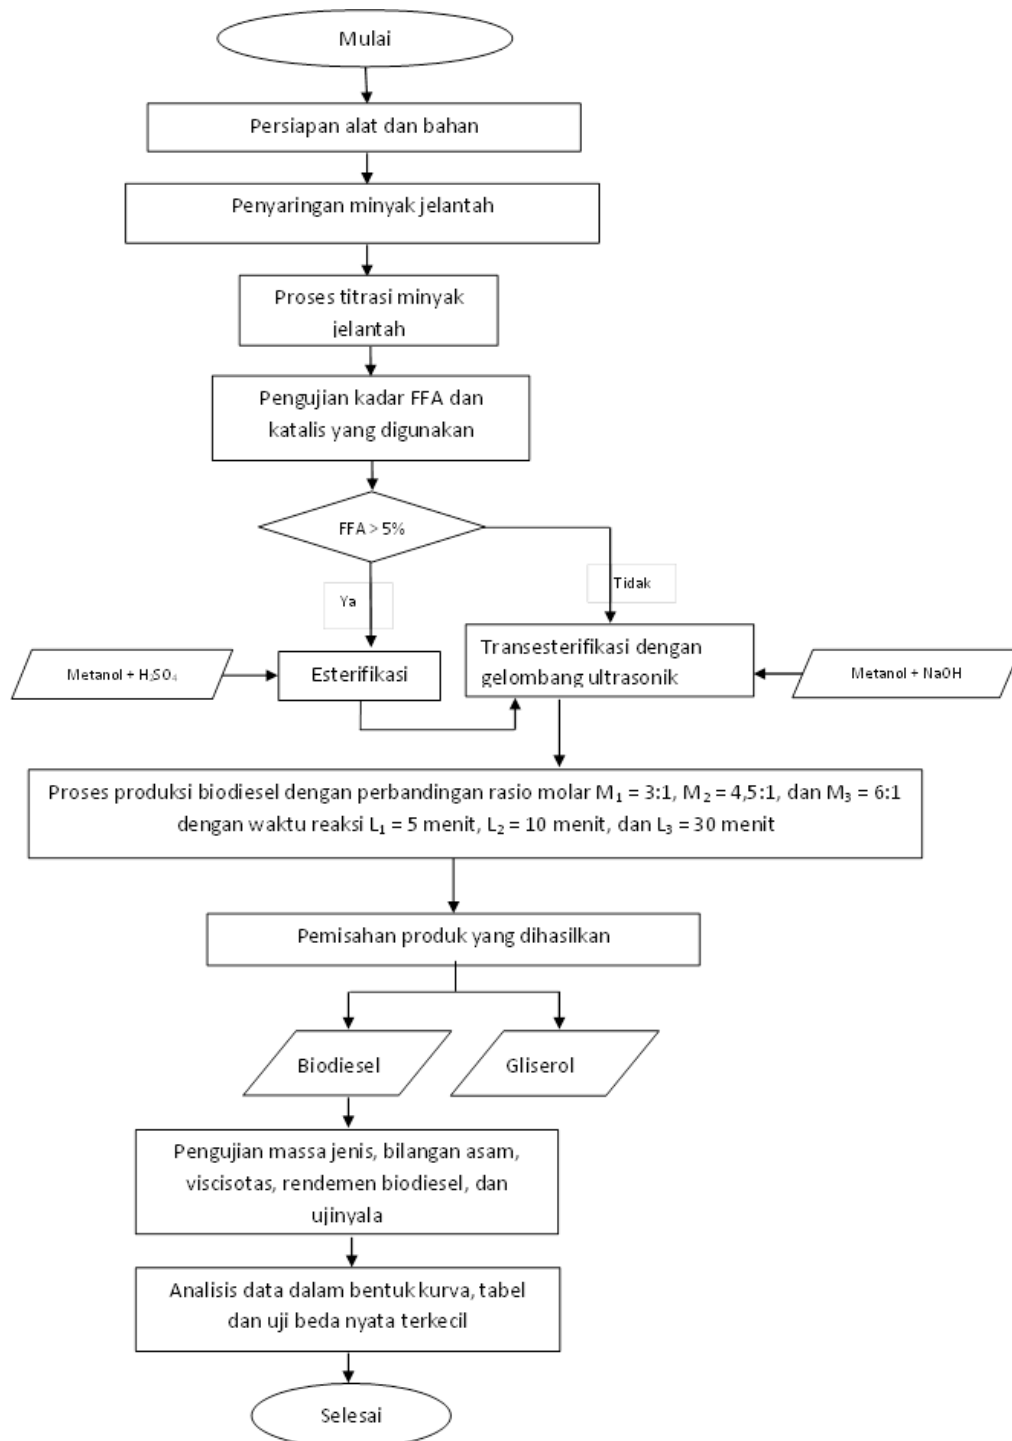 Mulai
Persiapan alat dan bahan
Penyaringan minyak jelantah
Proses titrasi minyak
jelantah
Pengujian kadar FFA dan
katalis yang digunakan
FFA > 5%
Ya
Tidak
Metanol + H₂SO₄
Esterifikasi
Transesterifikasi dengan
gelombang ultrasonik
Metanol + NaOH
Proses produksi biodiesel dengan perbandingan rasio molar M₁ = 3:1, M₂ = 4,5:1, dan M₃ = 6:1
dengan waktu reaksi L₁ = 5 menit, L₂ = 10 menit, dan L₃ = 30 menit
Pemisahan produk yang dihasilkan
Biodiesel
Gliserol
Pengujian massa jenis, bilangan asam,
viscisotas, rendemen biodiesel, dan
ujinyala
Analisis data dalam bentuk kurva, tabel
dan uji beda nyata terkecil
Selesai